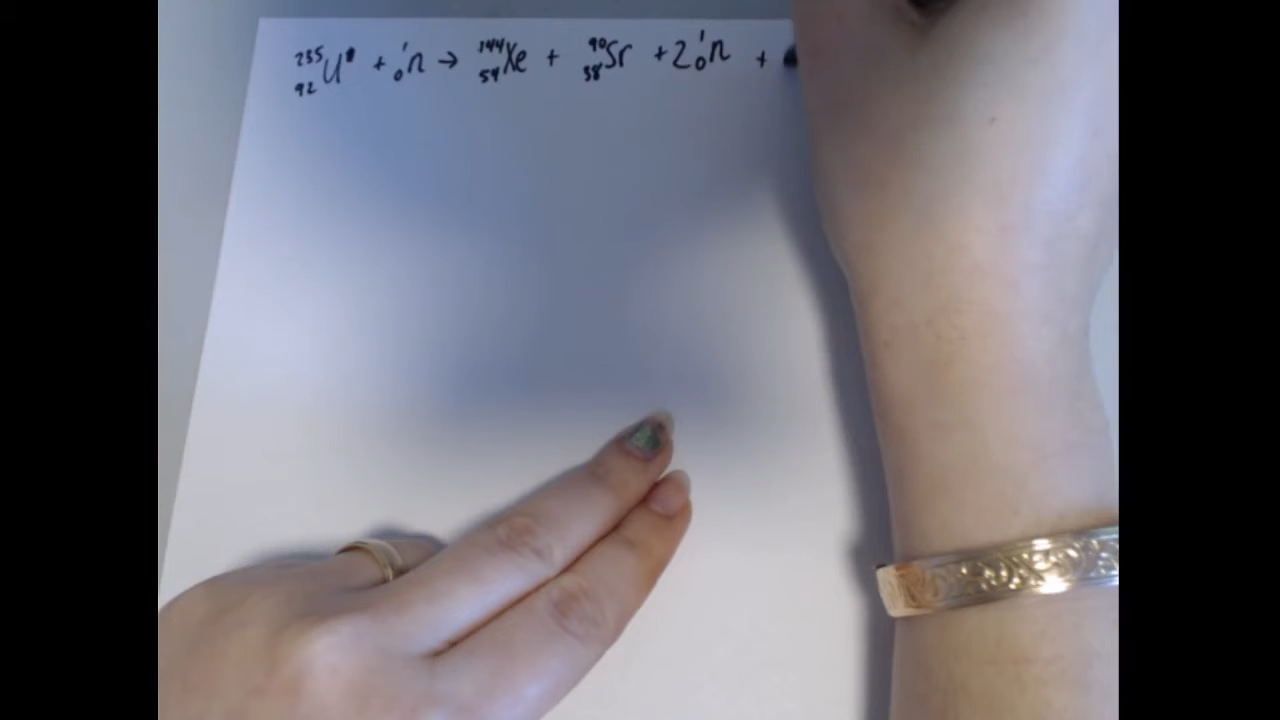 ²³⁵₉₂U + ¹₀n → ¹⁴⁴₅₄Xe + ⁹⁰₃₈Sr + 2¹₀n +